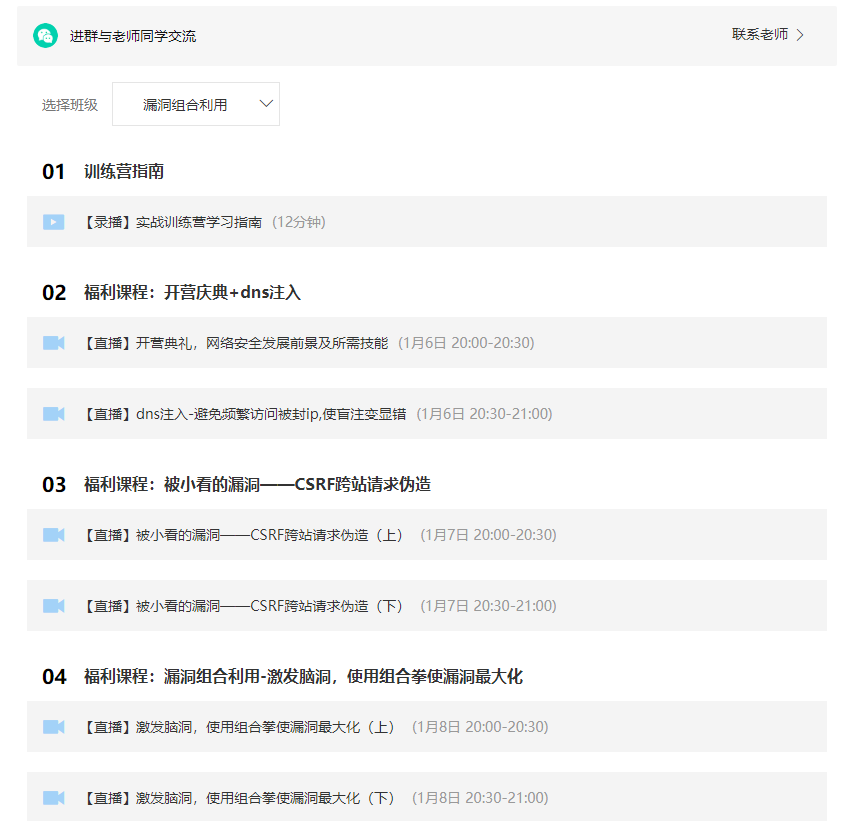 进群与老师同学交流 联系老师
选择班级 漏洞组合利用
01 训练营指南
【录播】实战训练营学习指南 (12分钟)
02 福利课程：开营庆典+dns注入
【直播】开营典礼，网络安全发展前景及所需技能 (1月6日 20:00-20:30)
【直播】dns注入-避免频繁访问被封ip,使盲注变显错 (1月6日 20:30-21:00)
03 福利课程：被小看的漏洞——CSRF跨站请求伪造
【直播】被小看的漏洞——CSRF跨站请求伪造（上） (1月7日 20:00-20:30)
【直播】被小看的漏洞——CSRF跨站请求伪造（下） (1月7日 20:30-21:00)
04 福利课程：漏洞组合利用-激发脑洞，使用组合拳使漏洞最大化
【直播】激发脑洞，使用组合拳使漏洞最大化（上） (1月8日 20:00-20:30)
【直播】激发脑洞，使用组合拳使漏洞最大化（下） (1月8日 20:30-21:00)